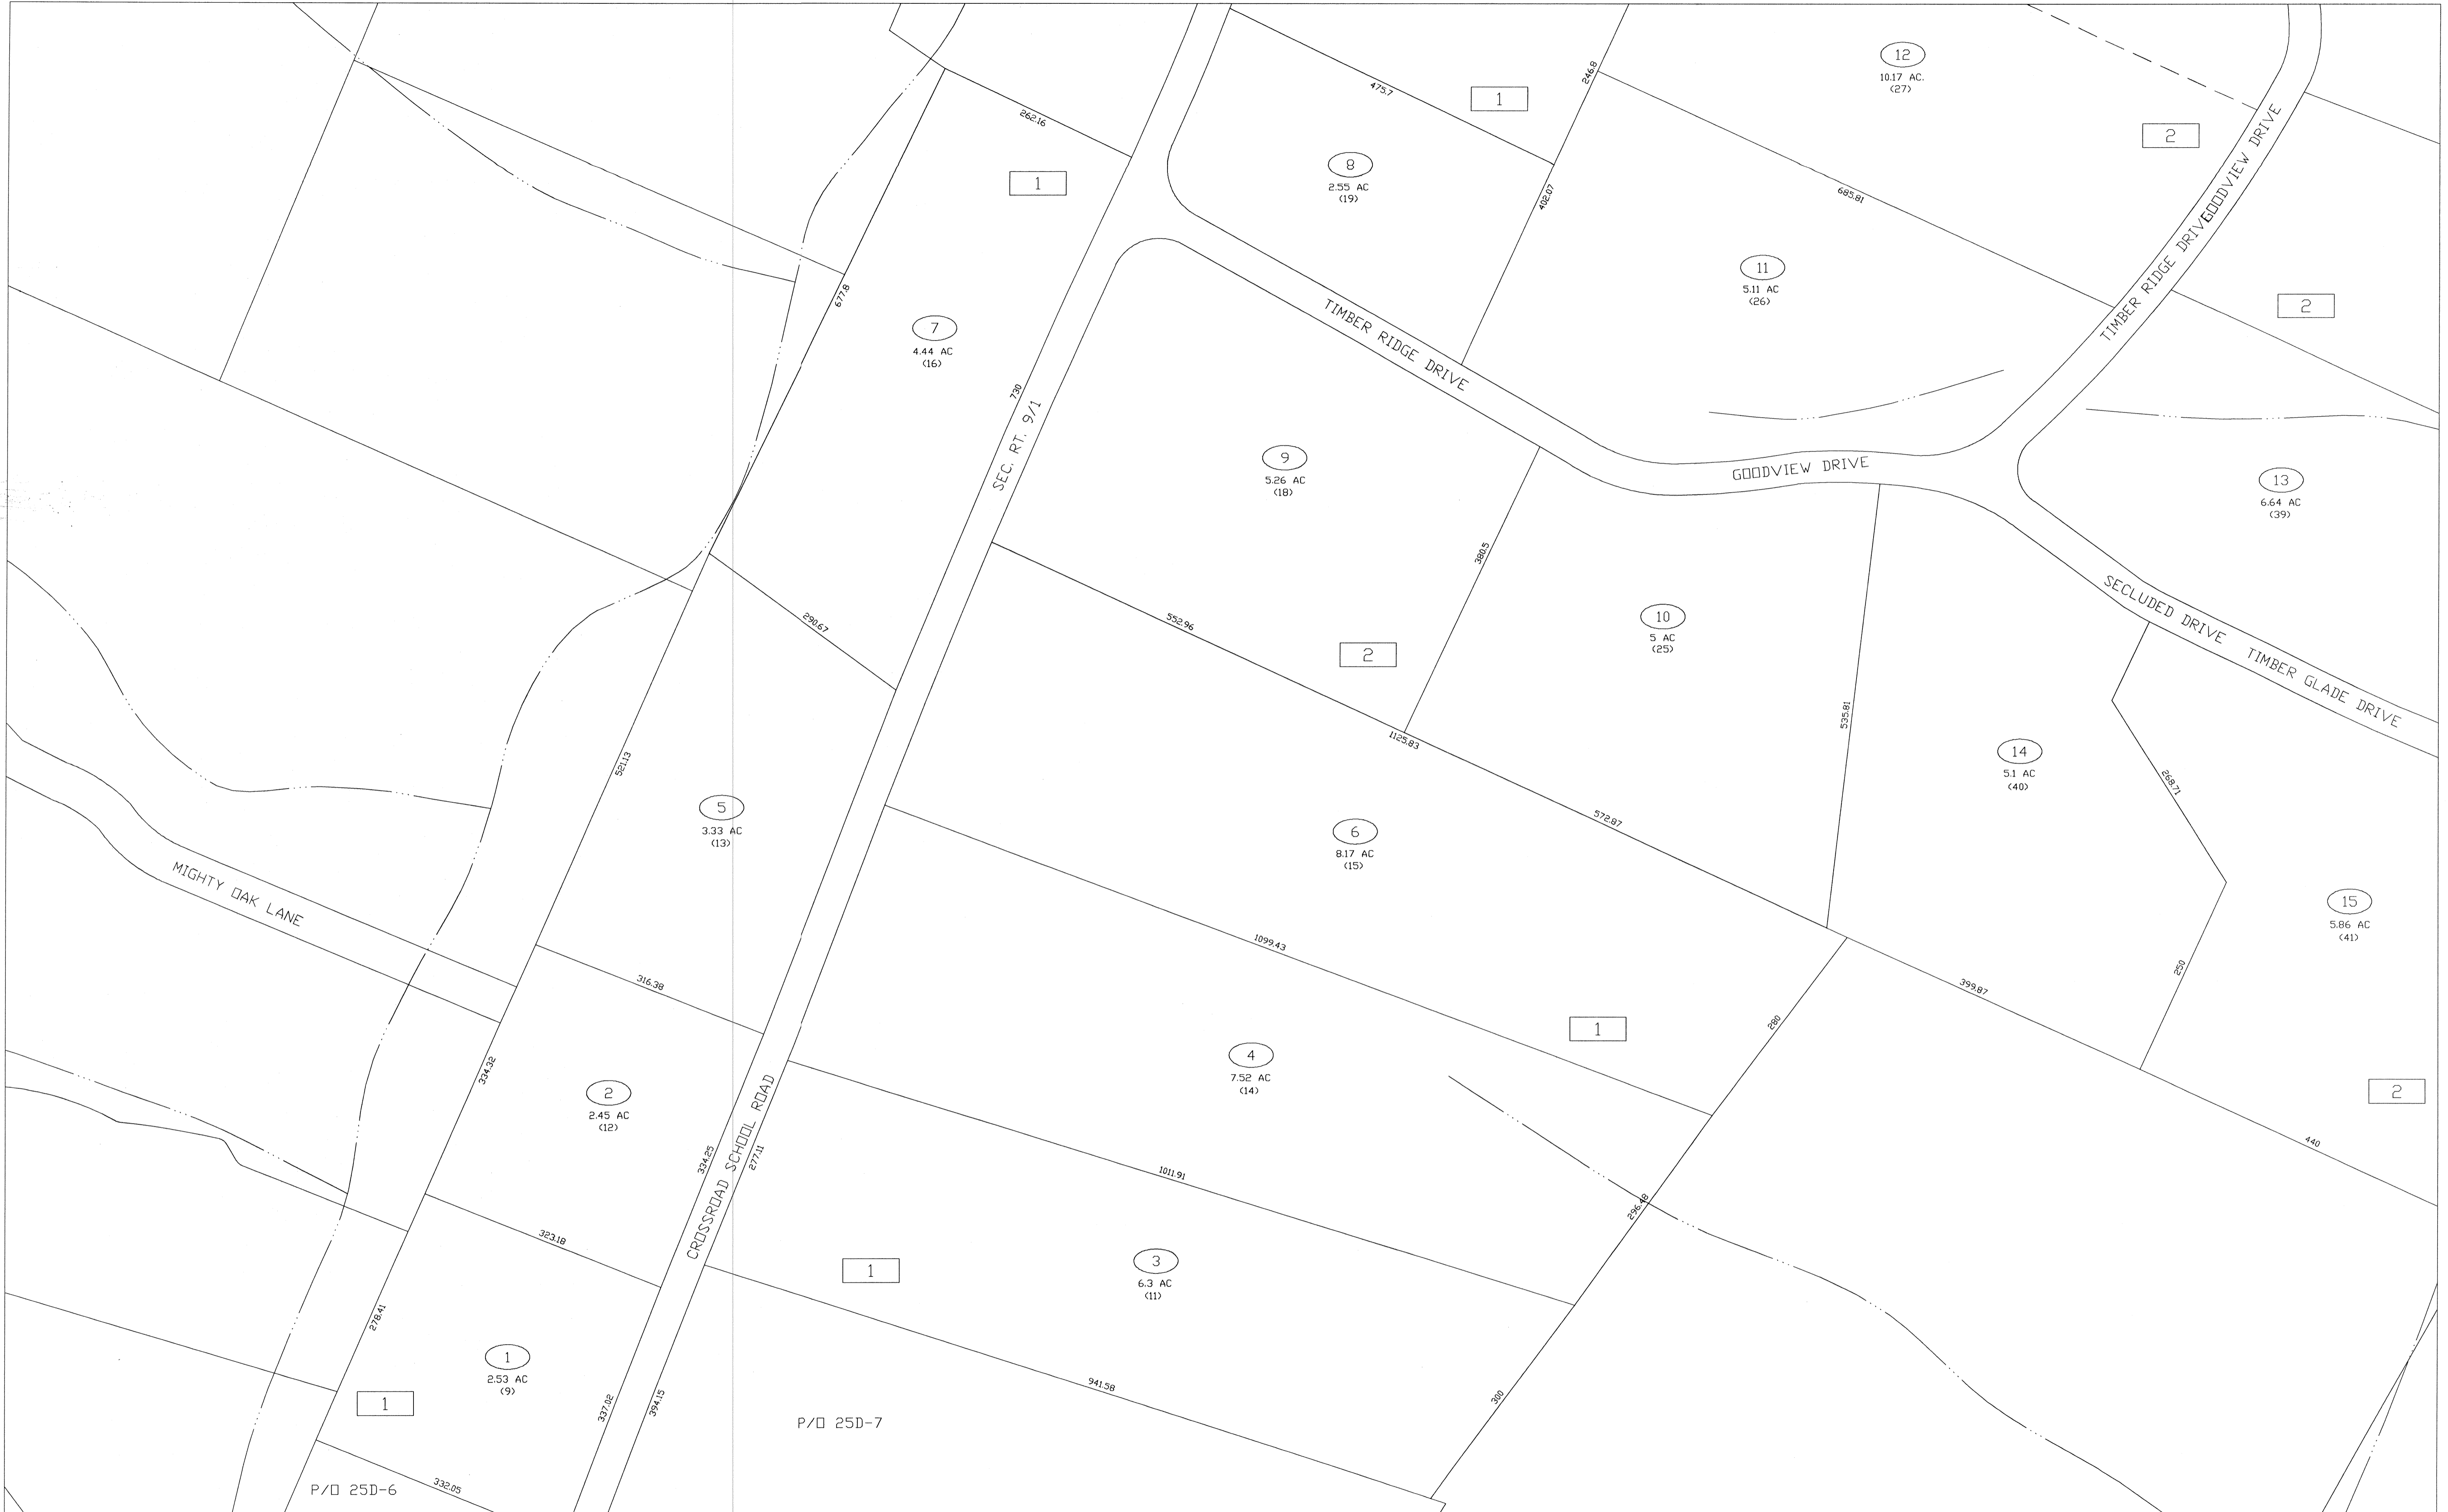 12
10.17 AC.
(27)
246.8
475.7
1
262.16
2
GOODVIEW DRIVE
8
2.55 AC
(19)
1
402.07
685.81
TIMBER RIDGE DRIVE
11
5.11 AC
(26)
2
677.8
7
4.44 AC
(16)
TIMBER RIDGE DRIVE
730
SEC. RT. 9/1
9
5.26 AC
(18)
GOODVIEW DRIVE
13
6.64 AC
(39)
380.5
290.67
552.96
10
5 AC
(25)
SECLUDED DRIVE
TIMBER GLADE DRIVE
2
535.81
1125.83
14
5.1 AC
(40)
268.71
521.13
5
3.33 AC
(13)
6
8.17 AC
(15)
572.87
MIGHTY OAK LANE
15
5.86 AC
(41)
1099.43
250
316.38
399.87
280
1
4
7.52 AC
(14)
334.32
2
2.45 AC
(12)
2
440
CROSSROAD SCHOOL ROAD
334.25
277.11
1011.91
296.48
323.18
1
3
6.3 AC
(11)
278.41
1
2.53 AC
(9)
1
337.02
394.15
941.58
300
P/O 25D-7
P/O 25D-6
332.05